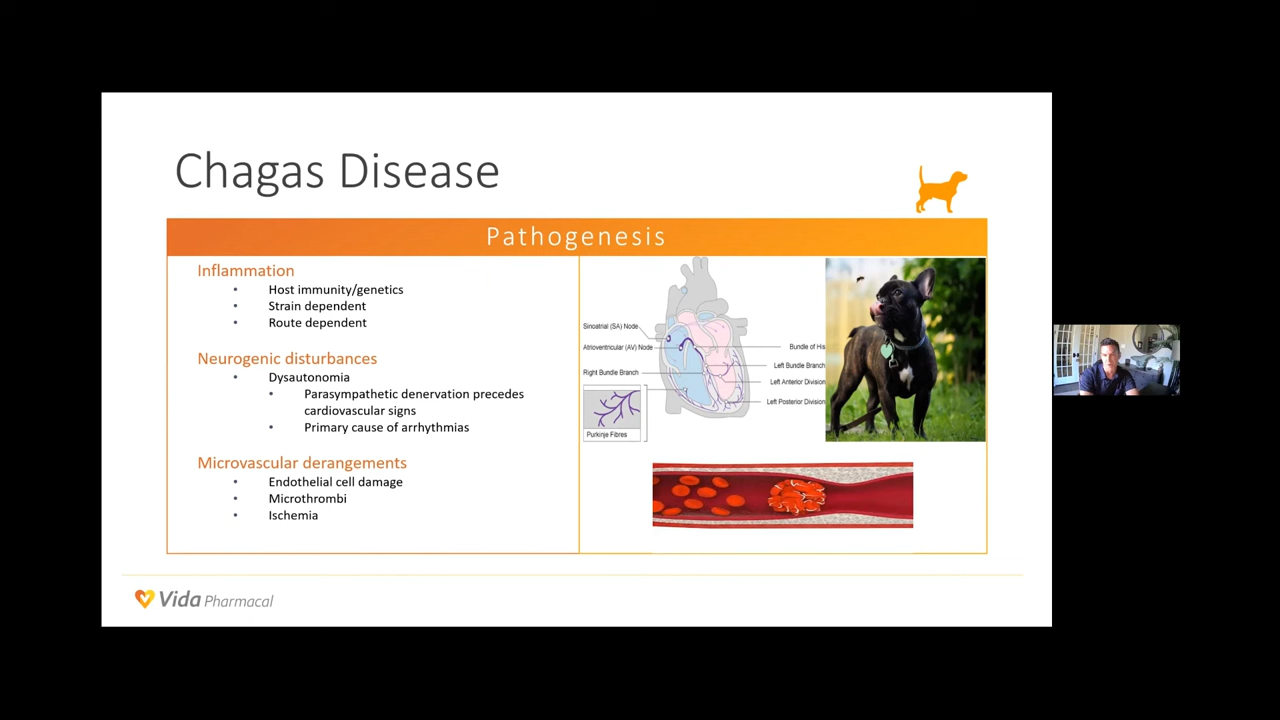 Chagas Disease
Pathogenesis
Inflammation
• Host immunity/genetics
• Strain dependent
• Route dependent
Neurogenic disturbances
• Dysautonomia
• Parasympathetic denervation precedes
cardiovascular signs
• Primary cause of arrhythmias
Microvascular derangements
• Endothelial cell damage
• Microthrombi
• Ischemia
Sinoatrial (SA) Node
Atrioventricular (AV) Node
Right Bundle Branch
Purkinje Fibres
Bundle of His
Left Bundle Branch
Left Anterior Division
Left Posterior Division
Vida Pharmacal